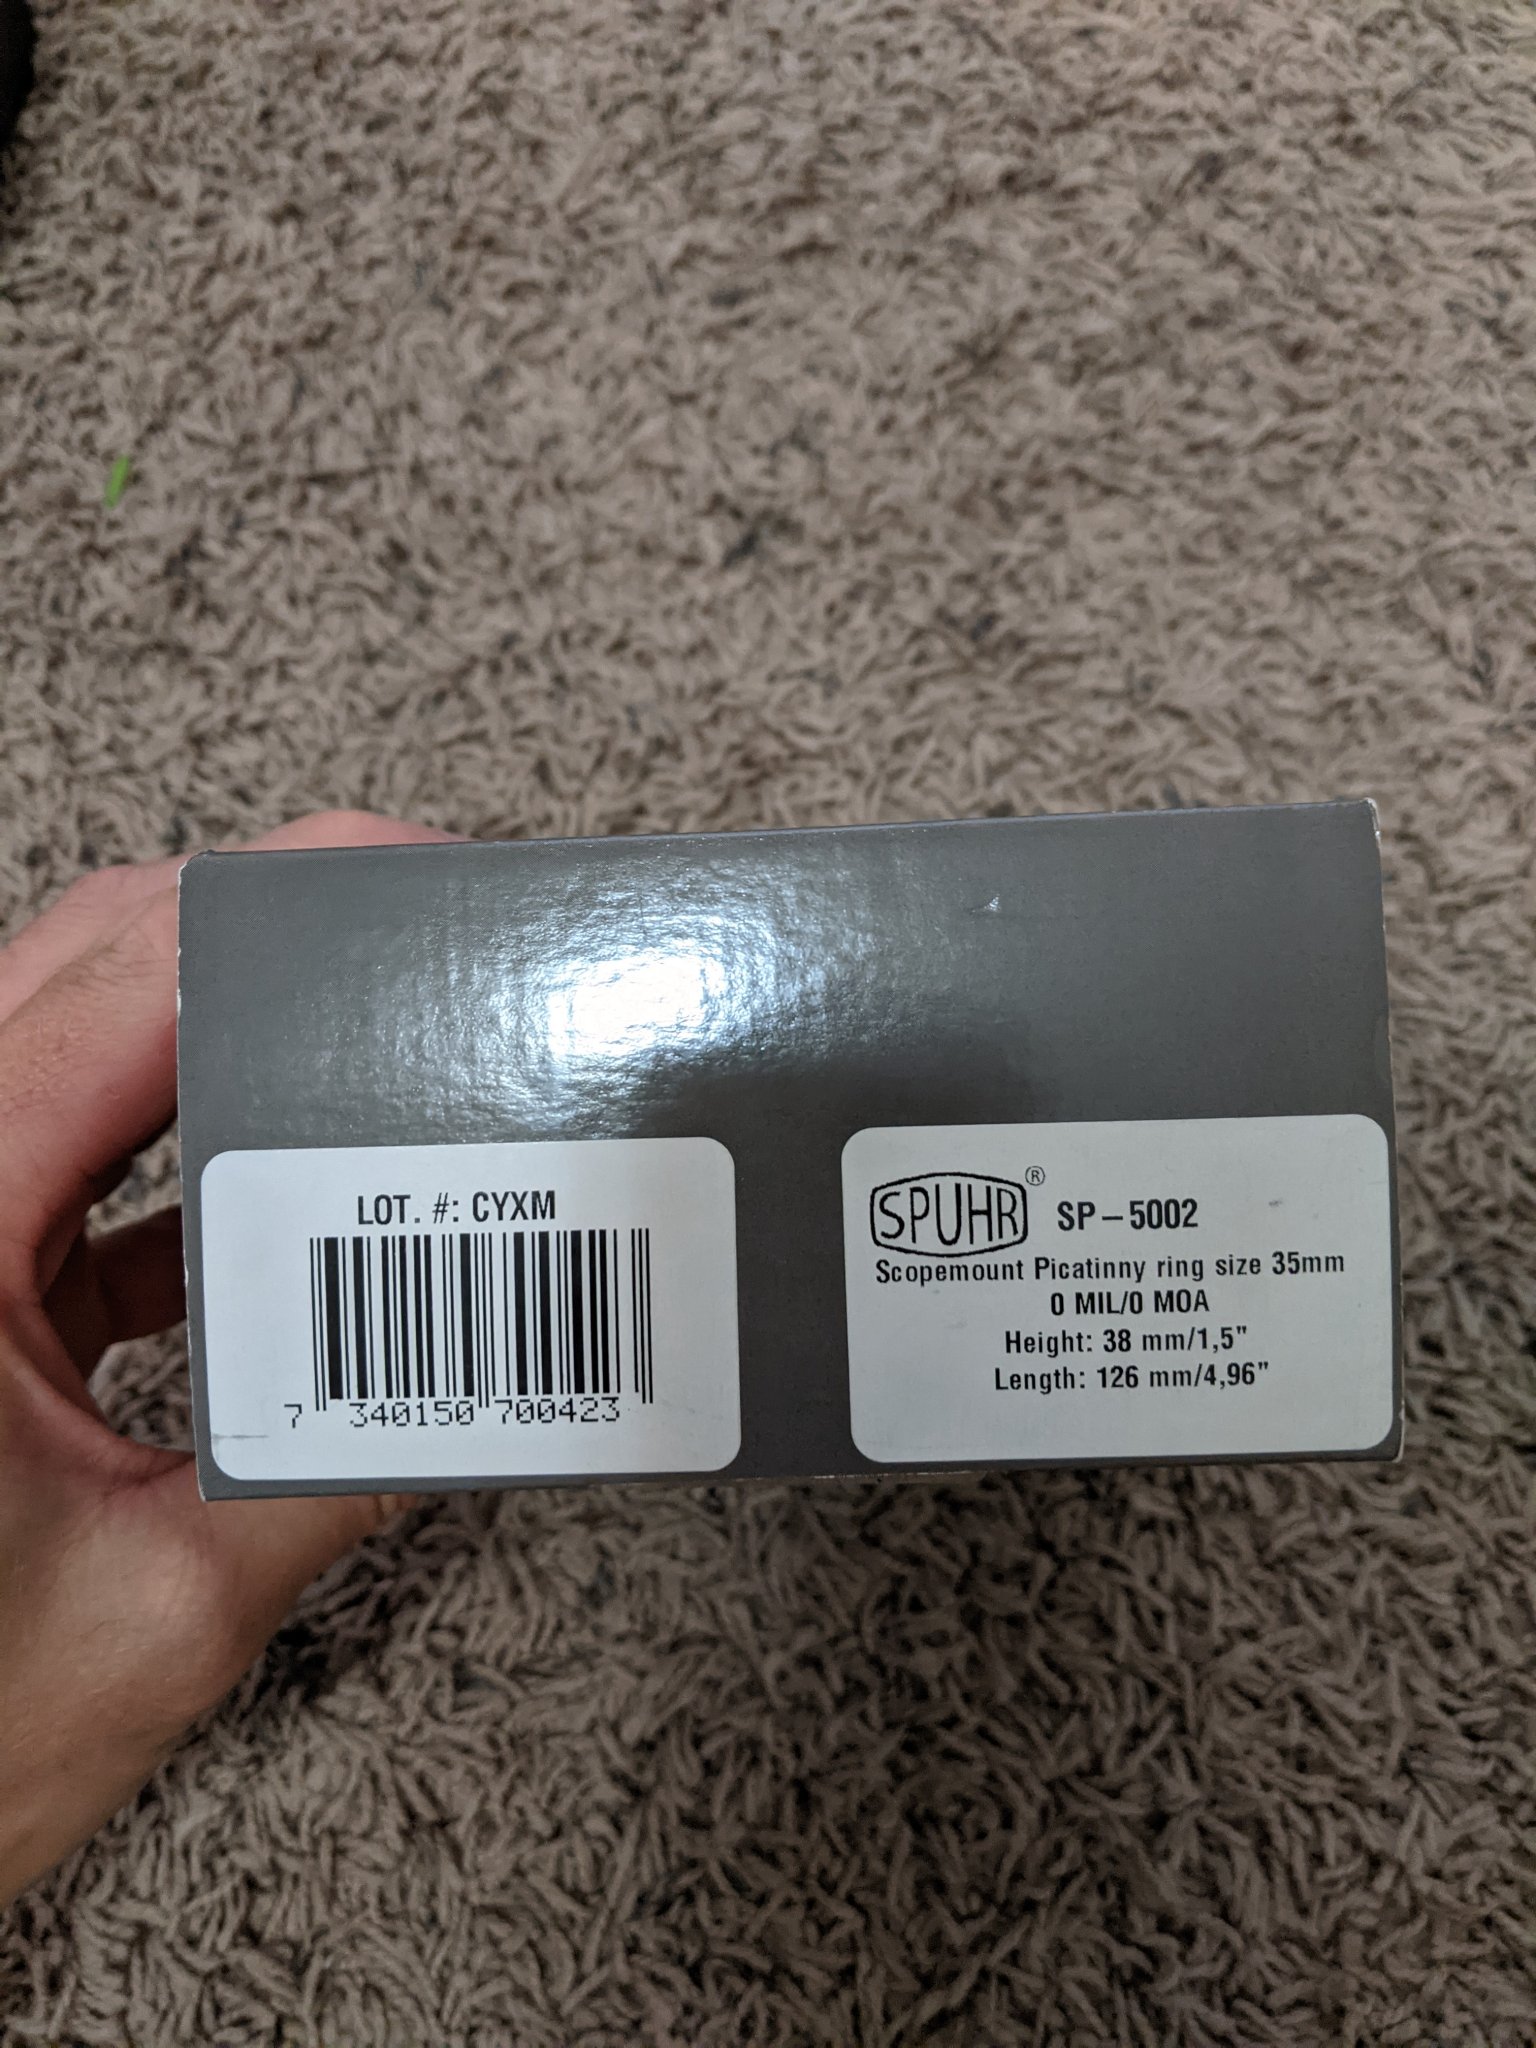 LOT. #: CYXM
7 340150 700423
SPUHR® SP–5002
Scopemount Picatinny ring size 35mm
0 MIL/0 MOA
Height: 38 mm/1,5"
Length: 126 mm/4,96"